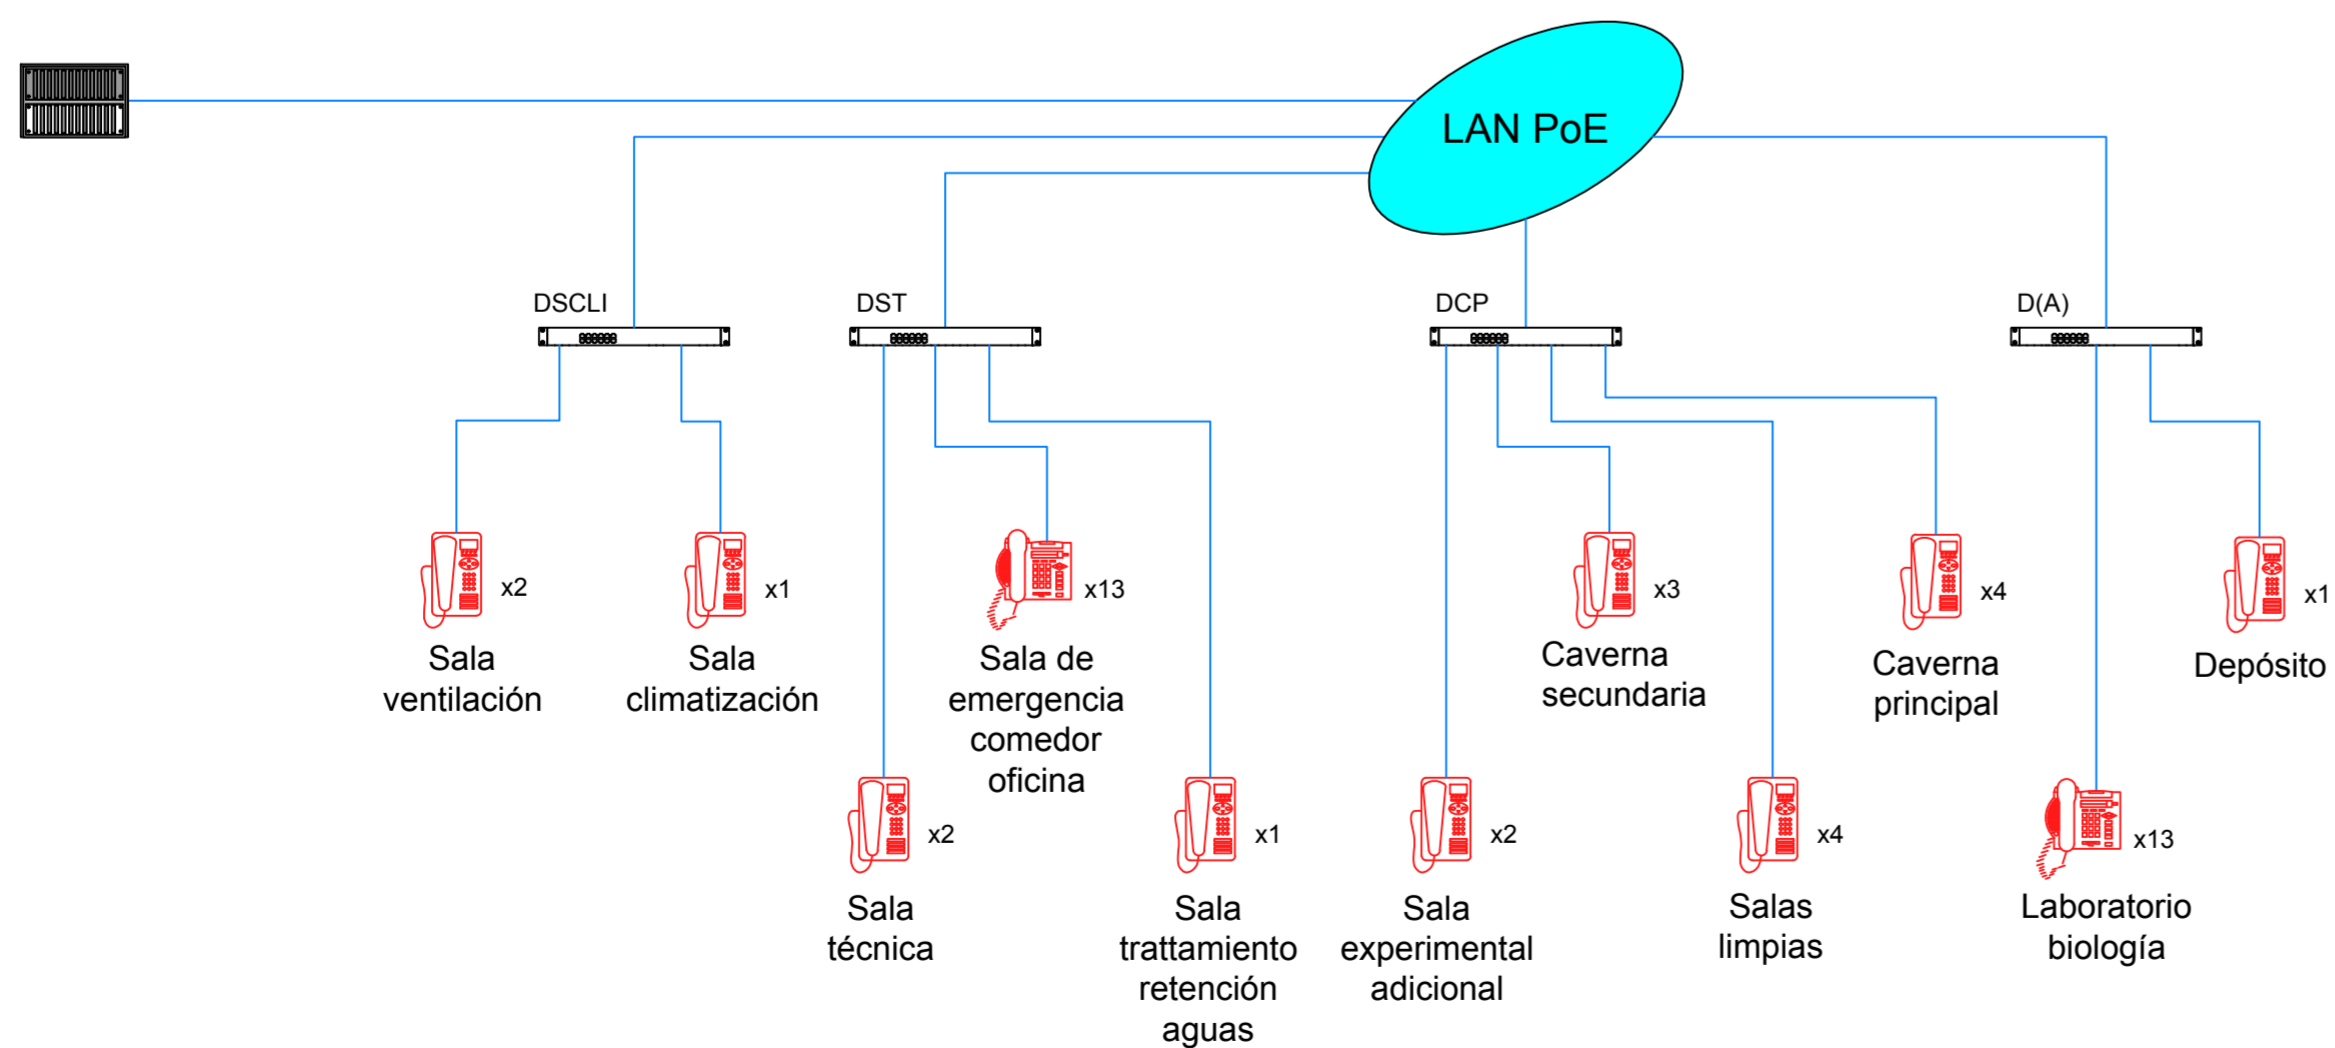 LAN PoE
DSCLI
DST
DCP
D(A)
x2
Sala
ventilación
x1
Sala
climatización
x13
Sala de
emergencia
comedor
oficina
x3
Caverna
secundaria
x4
Caverna
principal
x1
Depósito
x2
Sala
técnica
x1
Sala
trattamiento
retención
aguas
x2
Sala
experimental
adicional
x4
Salas
limpias
x13
Laboratorio
biología